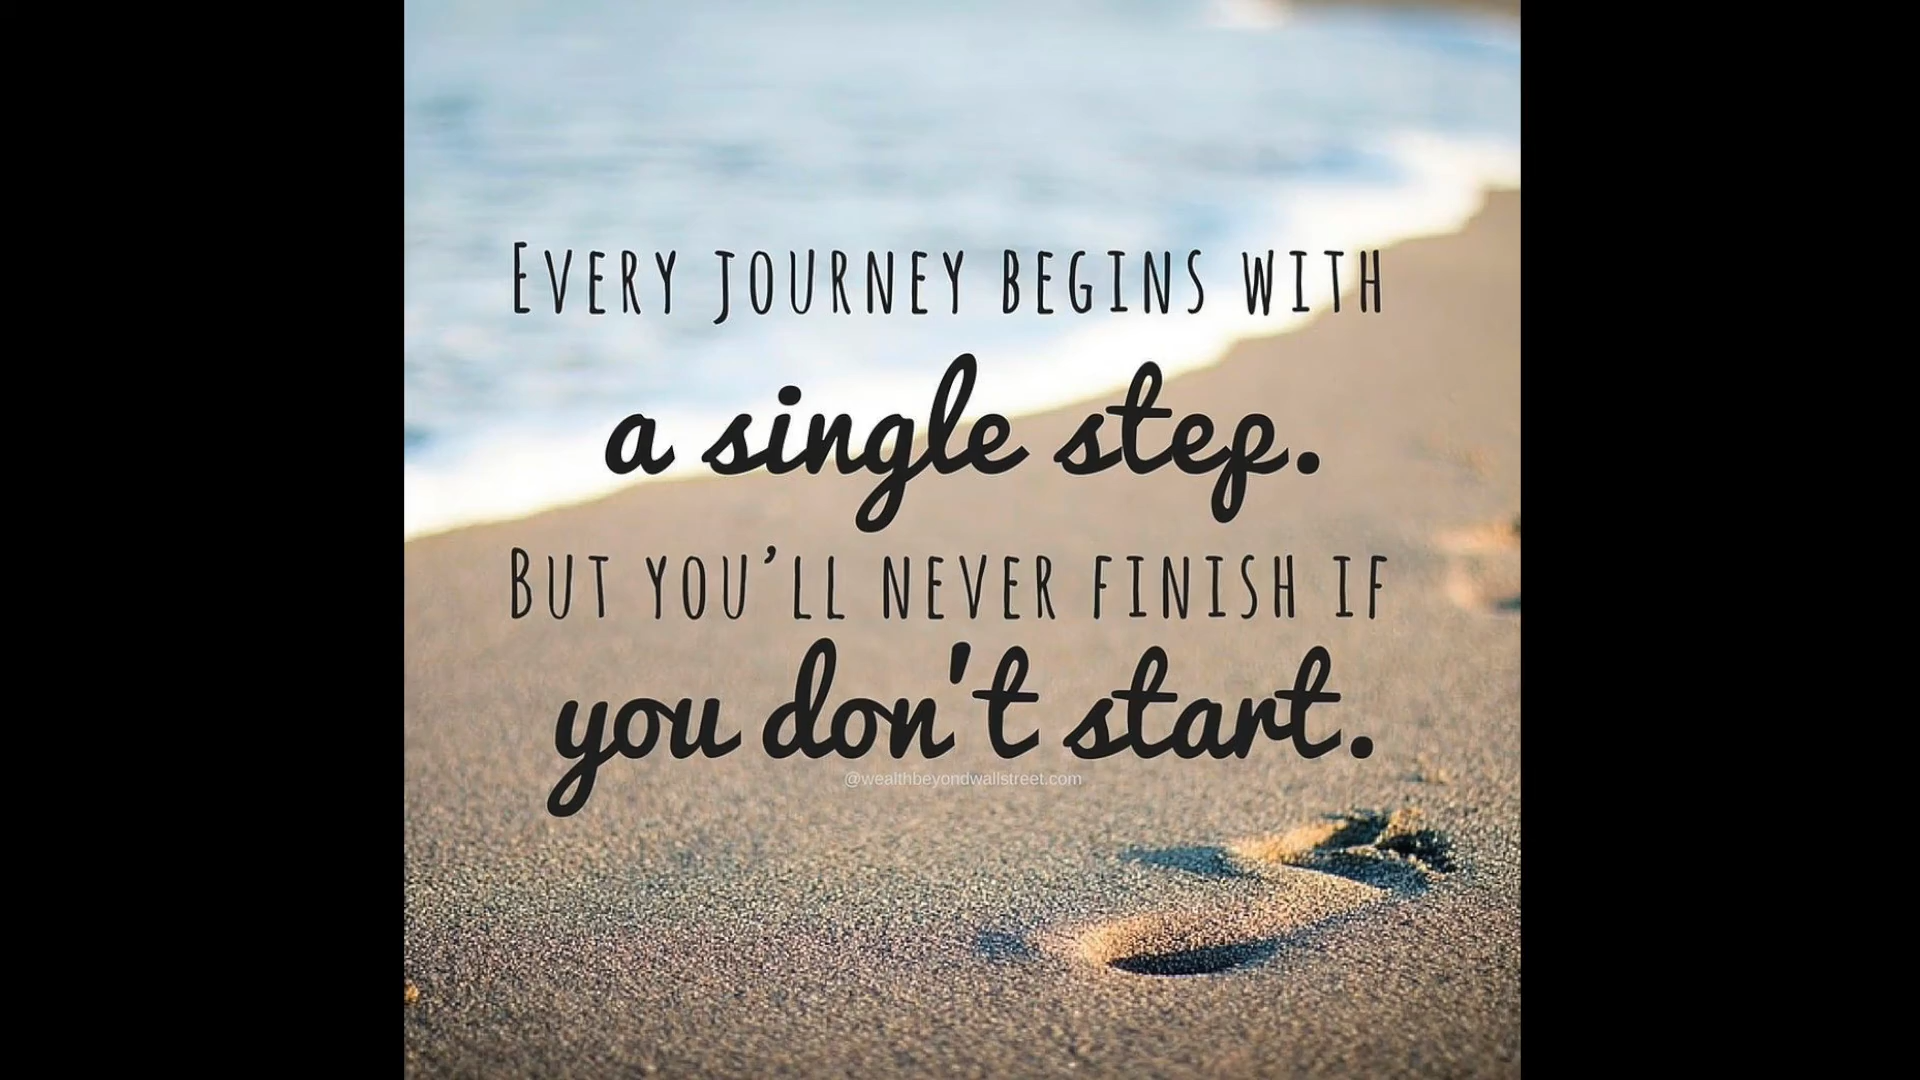 EVERY JOURNEY BEGINS WITH
a single step.
BUT YOU'LL NEVER FINISH IF
you don't start.
@wealthbeyondwallstreet.com